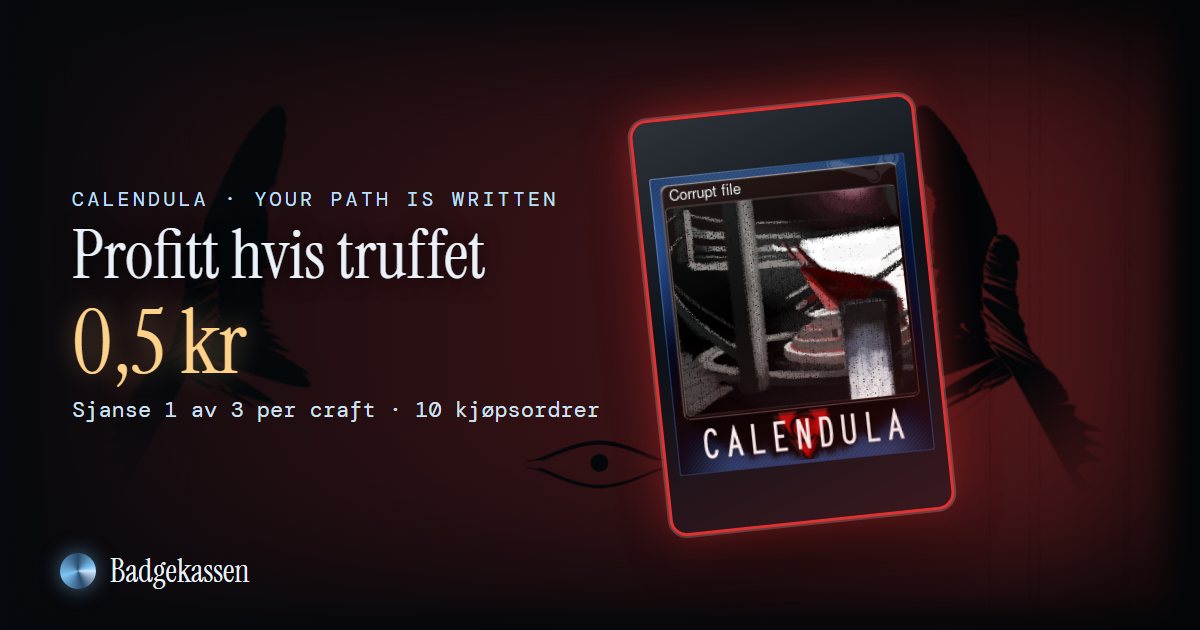 CALENDULA · YOUR PATH IS WRITTEN
Profitt hvis truffet
0,5 kr
Sjanse 1 av 3 per craft · 10 kjøpsordrer
Corrupt file
CALENDULA
Badgekassen